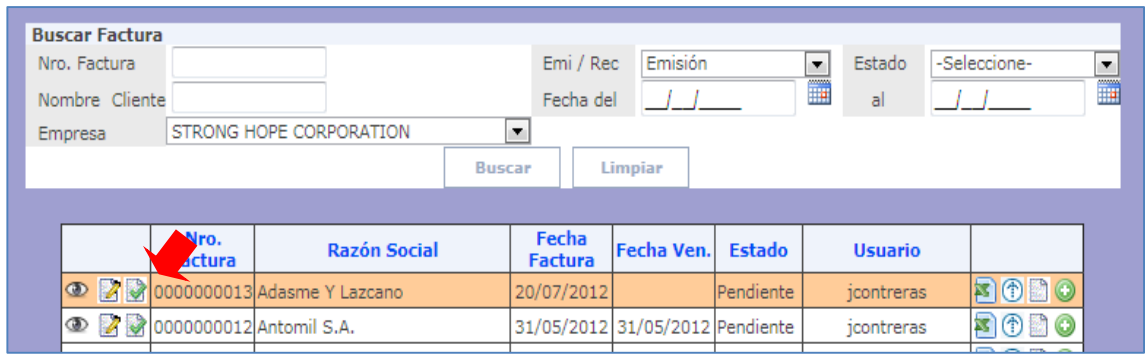 Buscar Factura
Nro. Factura Emi / Rec Emisión Estado -Seleccione-
Nombre Cliente Fecha del __/__/____ al __/__/____
Empresa STRONG HOPE CORPORATION
Buscar Limpiar
Nro. Razón Social Fecha Factura Fecha Ven. Estado Usuario
0000000013 Adasme Y Lazcano 20/07/2012 Pendiente jcontreras
0000000012 Antomil S.A. 31/05/2012 31/05/2012 Pendiente jcontreras